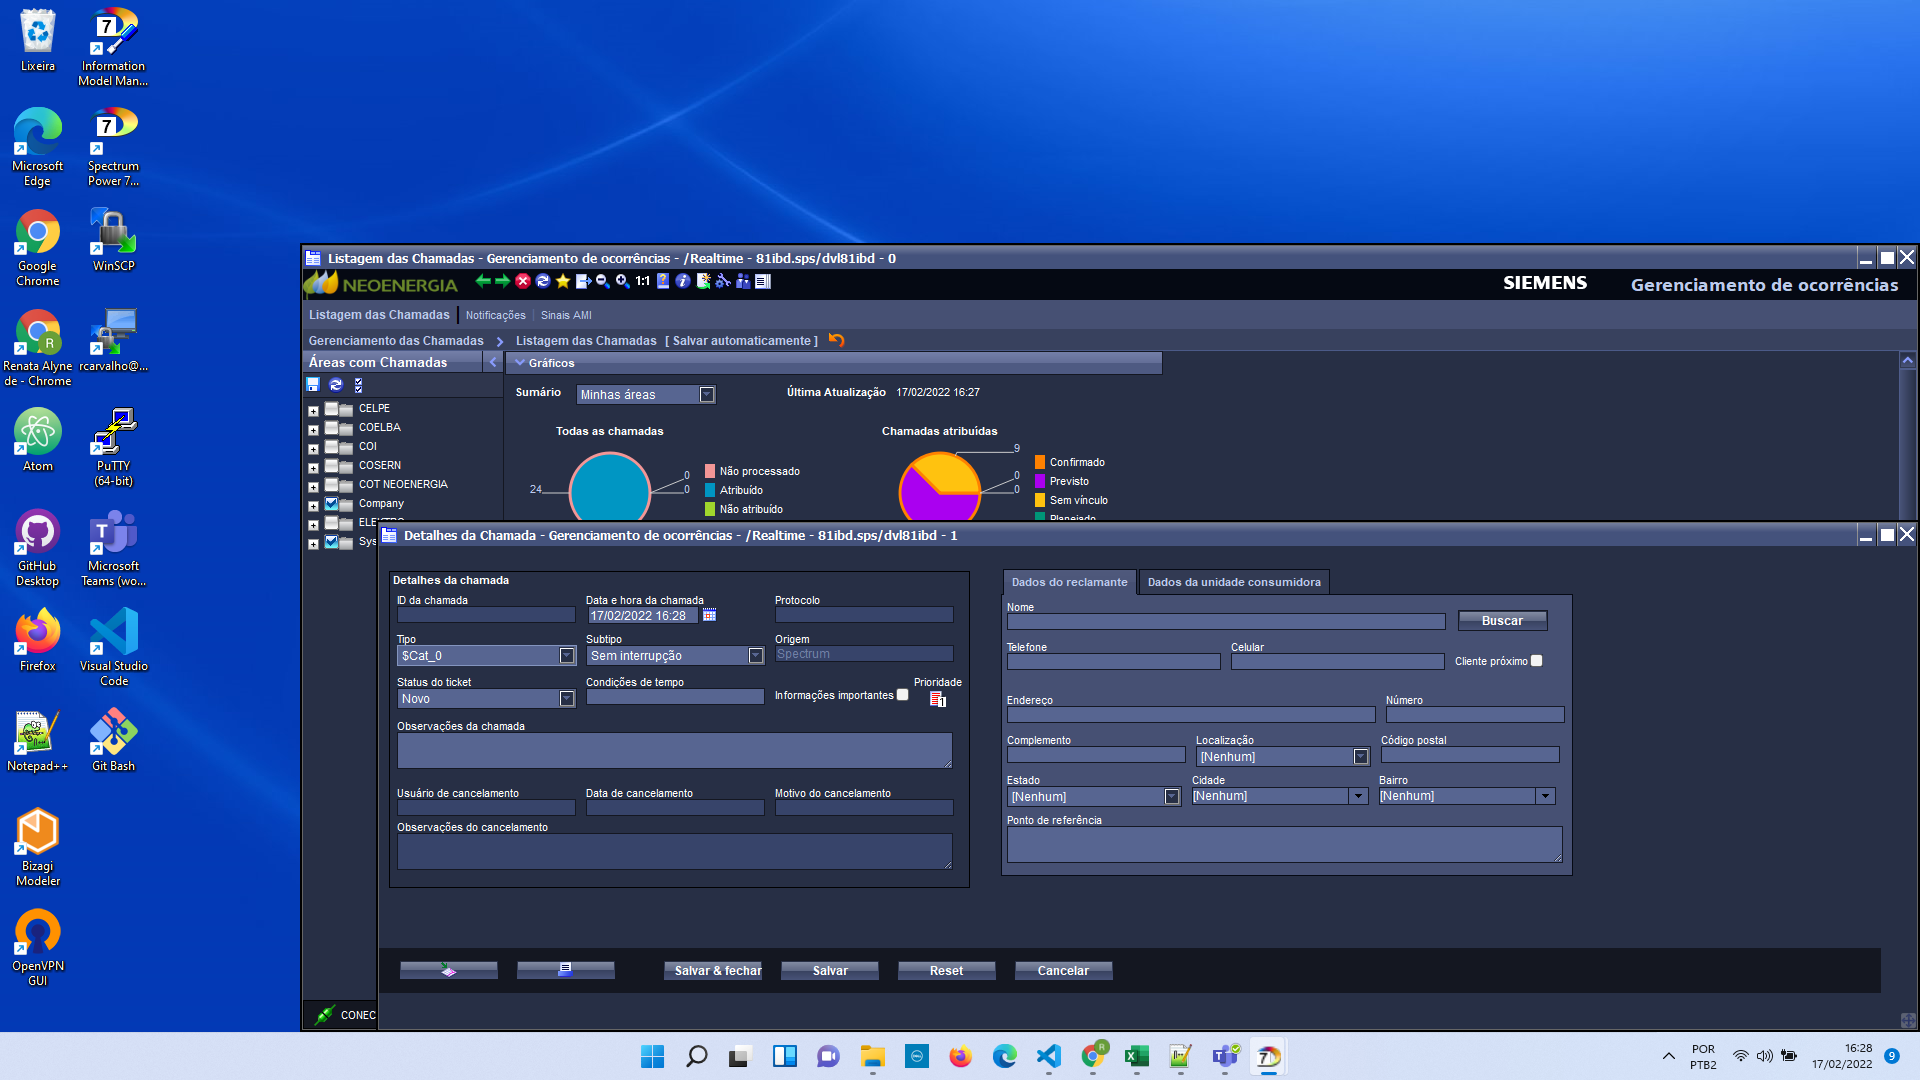 Lixeira
Information
Model Man...
Microsoft
Edge
Spectrum
Power 7...
Google
Chrome
WinSCP
Renata Alyne
de - Chrome
rcarvalho@...
Atom
PuTTY
(64-bit)
GitHub
Desktop
Microsoft
Teams (wo...
Firefox
Visual Studio
Code
Notepad++
Git Bash
Bizagi
Modeler
OpenVPN
GUI
Listagem das Chamadas - Gerenciamento de ocorrências - /Realtime - 81ibd.sps/dvl81ibd - 0
NEOENERGIA
1:1
SIEMENS
Gerenciamento de ocorrências
Listagem das Chamadas
Notificações
Sinais AMI
Gerenciamento das Chamadas
Listagem das Chamadas [ Salvar automaticamente ]
Áreas com Chamadas
Gráficos
CELPE
COELBA
COI
COSERN
COT NEOENERGIA
Company
ELEKTRO
Sys
Sumário
Minhas áreas
Última Atualização 17/02/2022 16:27
Todas as chamadas
24
0
0
Não processado
Atribuído
Não atribuído
Chamadas atribuídas
9
0
0
Confirmado
Previsto
Sem vínculo
Planejado
Detalhes da Chamada - Gerenciamento de ocorrências - /Realtime - 81ibd.sps/dvl81ibd - 1
Detalhes da chamada
ID da chamada
Data e hora da chamada
17/02/2022 16:28
Protocolo
Tipo
$Cat_0
Subtipo
Sem interrupção
Origem
Spectrum
Status do ticket
Novo
Condições de tempo
Informações importantes
Prioridade
1
Observações da chamada
Usuário de cancelamento
Data de cancelamento
Motivo do cancelamento
Observações do cancelamento
Dados do reclamante
Dados da unidade consumidora
Nome
Buscar
Telefone
Celular
Cliente próximo
Endereço
Número
Complemento
Localização
[Nenhum]
Código postal
Estado
[Nenhum]
Cidade
[Nenhum]
Bairro
[Nenhum]
Ponto de referência
Salvar & fechar
Salvar
Reset
Cancelar
CONEC
POR
PTB2
16:28
17/02/2022
9